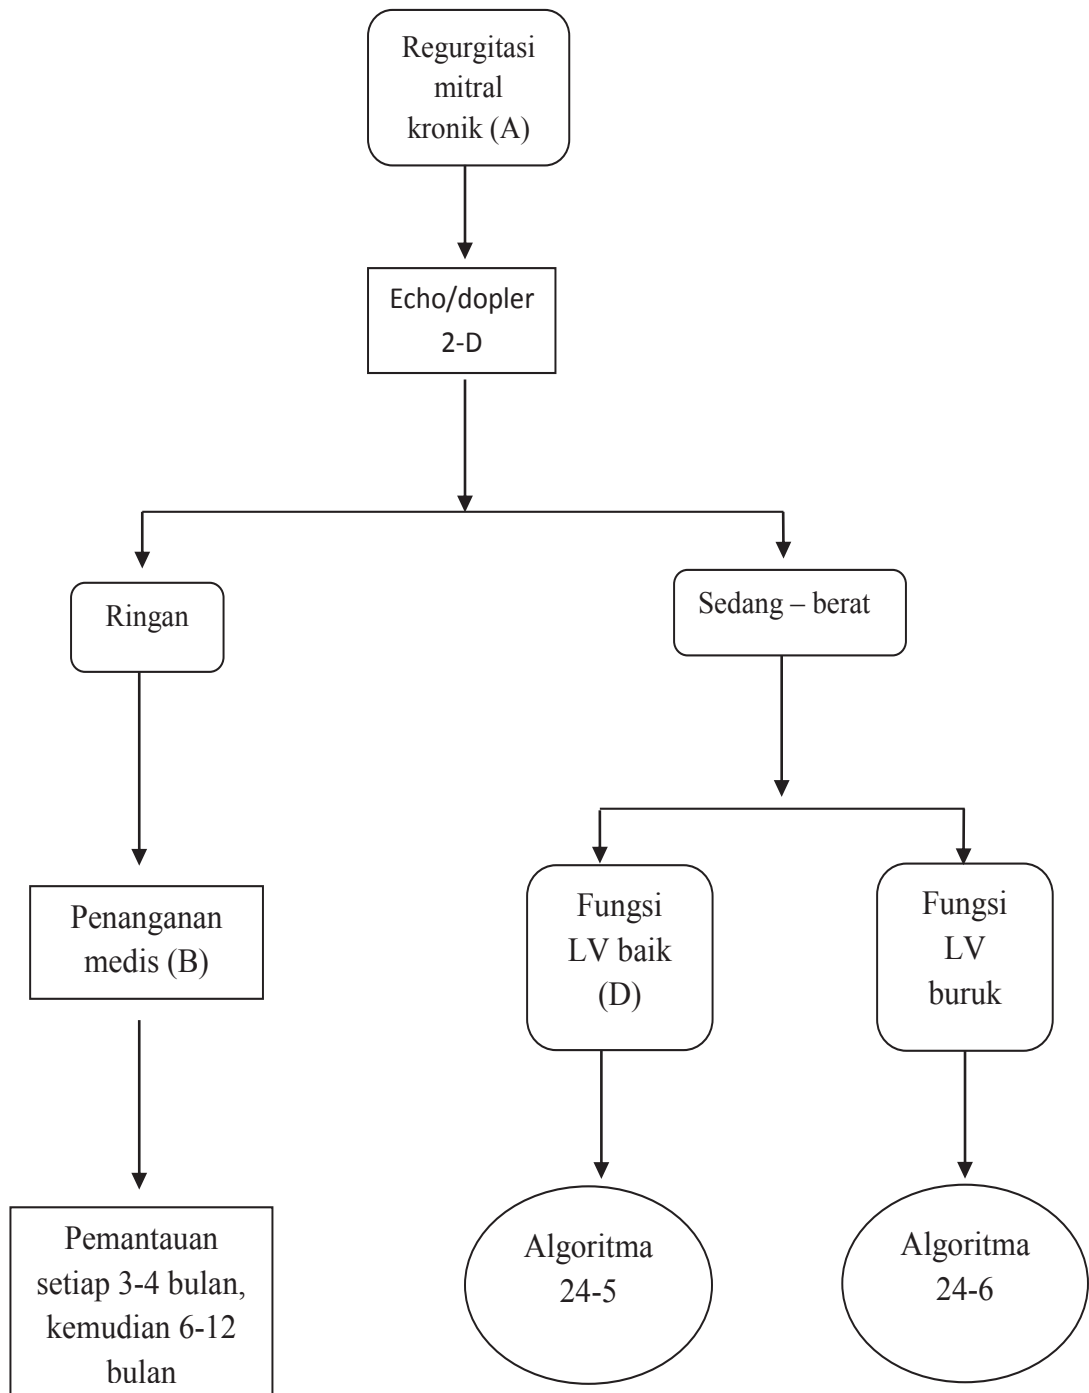 Regurgitasi
mitral
kronik (A)
Echo/dopler
2-D
Ringan
Sedang – berat
Penanganan
medis (B)
Fungsi
LV baik
(D)
Fungsi
LV
buruk
Pemantauan
setiap 3-4 bulan,
kemudian 6-12
bulan
Algoritma
24-5
Algoritma
24-6